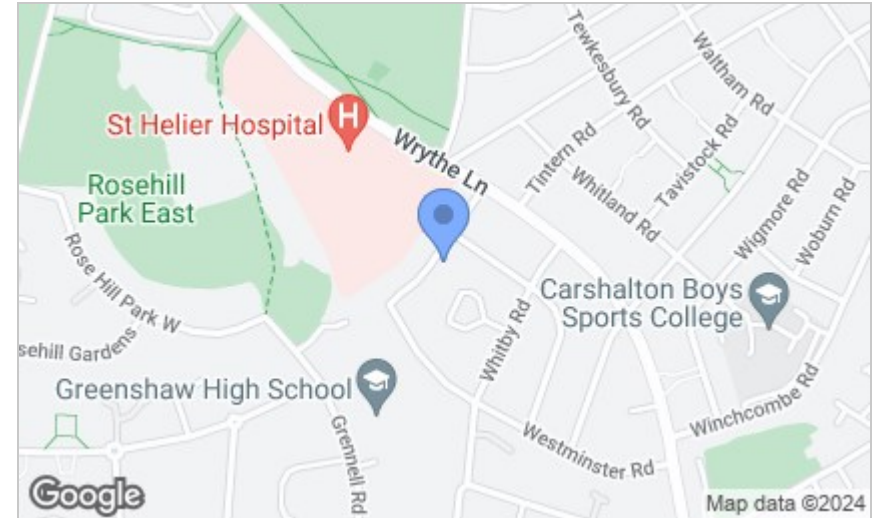 Tewkesbury Rd
Waltham Rd
St Helier Hospital
H
Wrythe Ln
Tintern Rd
Tavistock Rd
Whitland Rd
Rosehill
Park East
Wigmore Rd
Woburn Rd
Rose Hill Park W
Carshalton Boys
Sports College
Whitby Rd
sehill Gardens
Greenshaw High School
Grennell Rd
Winchcombe Rd
Westminster Rd
Google
Map data ©2024